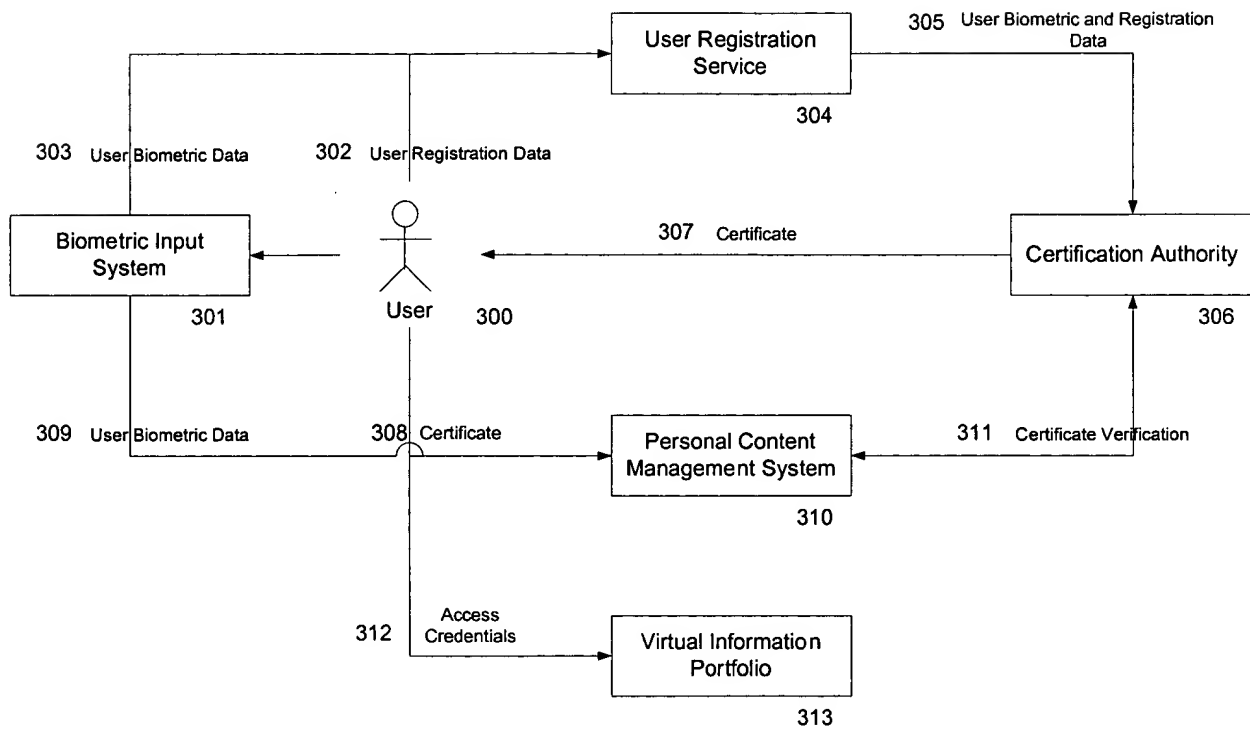 305 User Biometric and Registration
Data
User Registration
Service
304
303 User Biometric Data
302 User Registration Data
Biometric Input
System
301
User
300
307 Certificate
Certification Authority
306
309 User Biometric Data
308 Certificate
Personal Content
Management System
310
311 Certificate Verification
312
Access
Credentials
Virtual Information
Portfolio
313